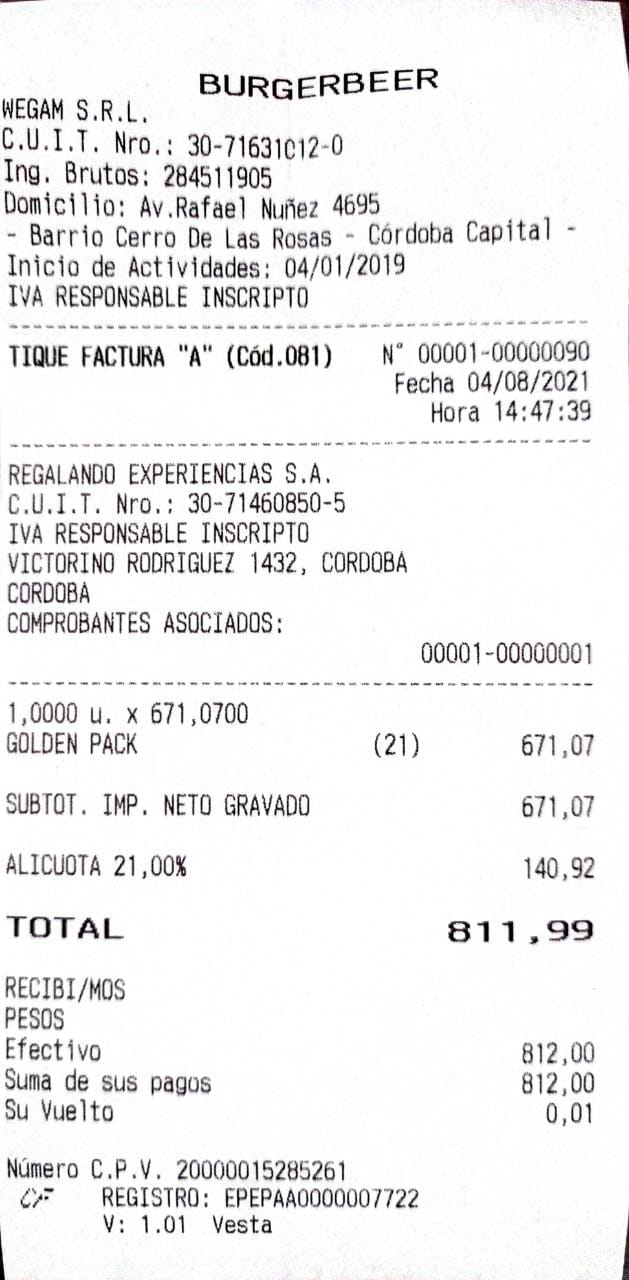 BURGERBEER
WEGAM S.R.L.
C.U.I.T. Nro.: 30-71631012-0
Ing. Brutos: 284511905
Domicilio: Av.Rafael Nuñez 4695
- Barrio Cerro De Las Rosas - Córdoba Capital -
Inicio de Actividades: 04/01/2019
IVA RESPONSABLE INSCRIPTO
TIQUE FACTURA "A" (Cód.081) N° 00001-00000090
Fecha 04/08/2021
Hora 14:47:39
REGALANDO EXPERIENCIAS S.A.
C.U.I.T. Nro.: 30-71460850-5
IVA RESPONSABLE INSCRIPTO
VICTORINO RODRIGUEZ 1432, CORDOBA
CORDOBA
COMPROBANTES ASOCIADOS:
00001-00000001
1,0000 u. x 671,0700
GOLDEN PACK (21) 671,07
SUBTOT. IMP. NETO GRAVADO 671,07
ALICUOTA 21,00% 140,92
TOTAL 811,99
RECIBI/MOS
PESOS
Efectivo 812,00
Suma de sus pagos 812,00
Su Vuelto 0,01
Número C.P.V. 20000015285261
CF REGISTRO: EPEPAA0000007722
V: 1.01 Vesta